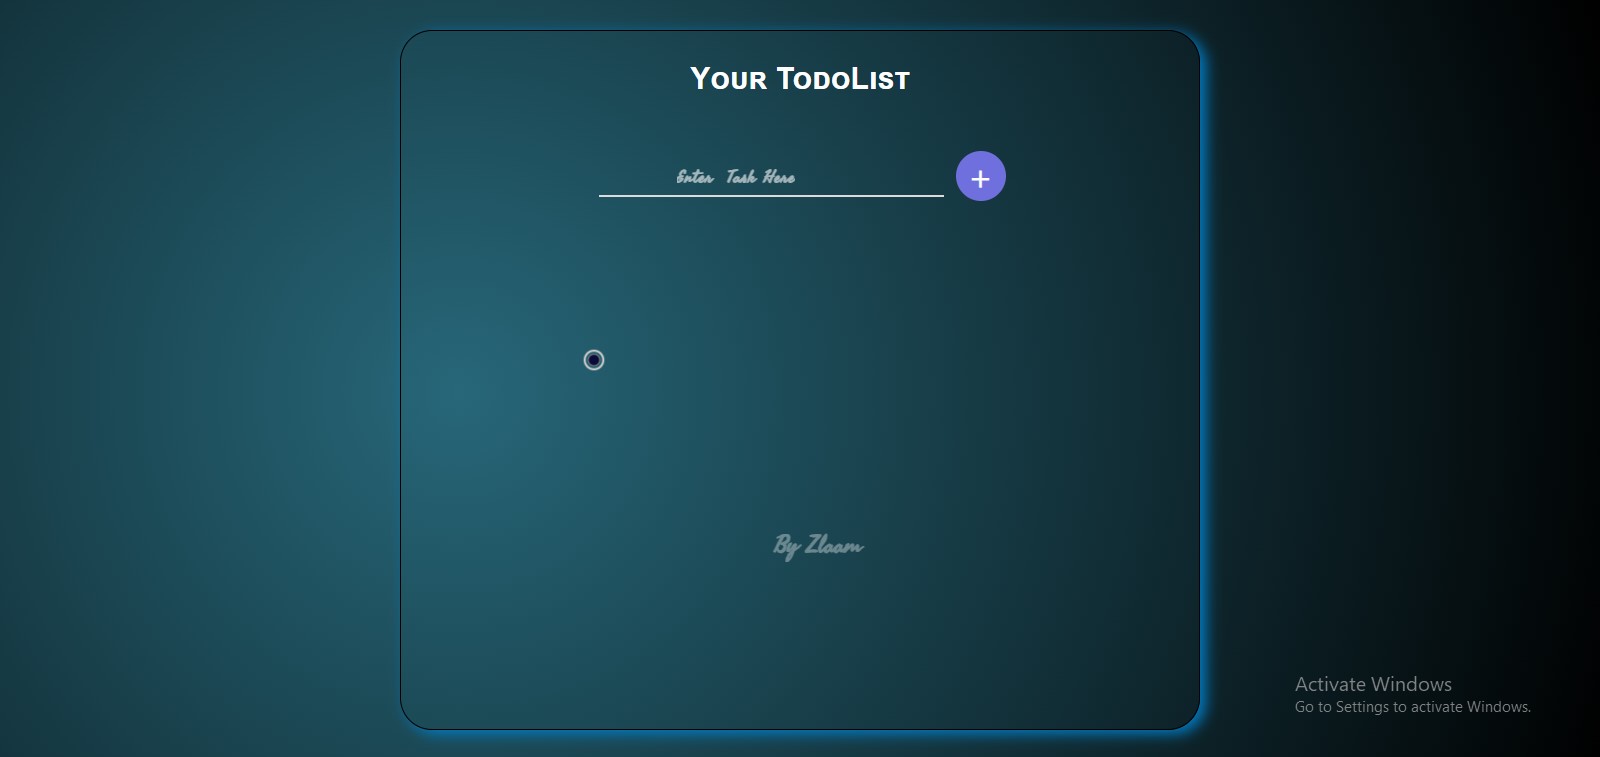 Your TodoList
Enter Task Here
+
By Zlaam
Activate Windows
Go to Settings to activate Windows.